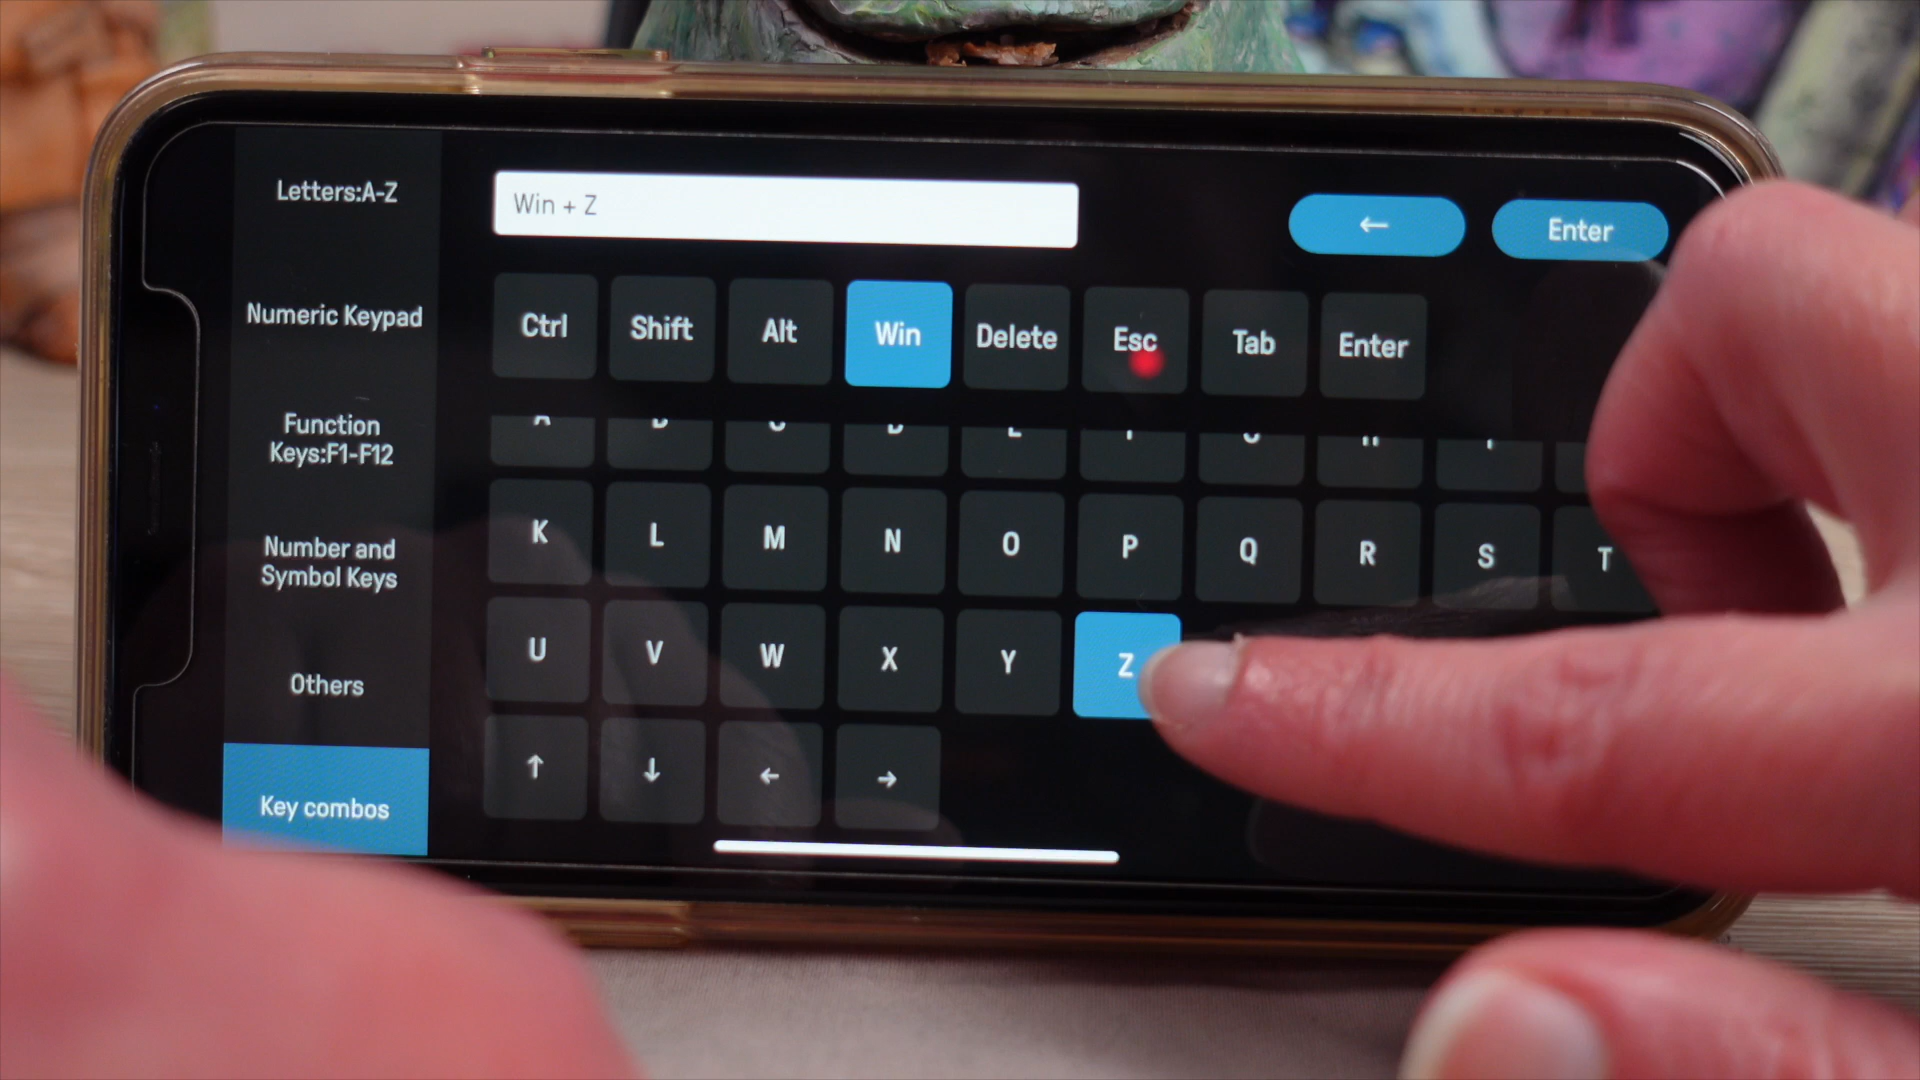 Letters:A-Z
Numeric Keypad
Function
Keys:F1-F12
Number and
Symbol Keys
Others
Key combos
Win + Z
← Enter
Ctrl Shift Alt Win Delete Esc Tab Enter
K L M N O P Q R S T
U V W X Y Z
↑ ↓ ← →